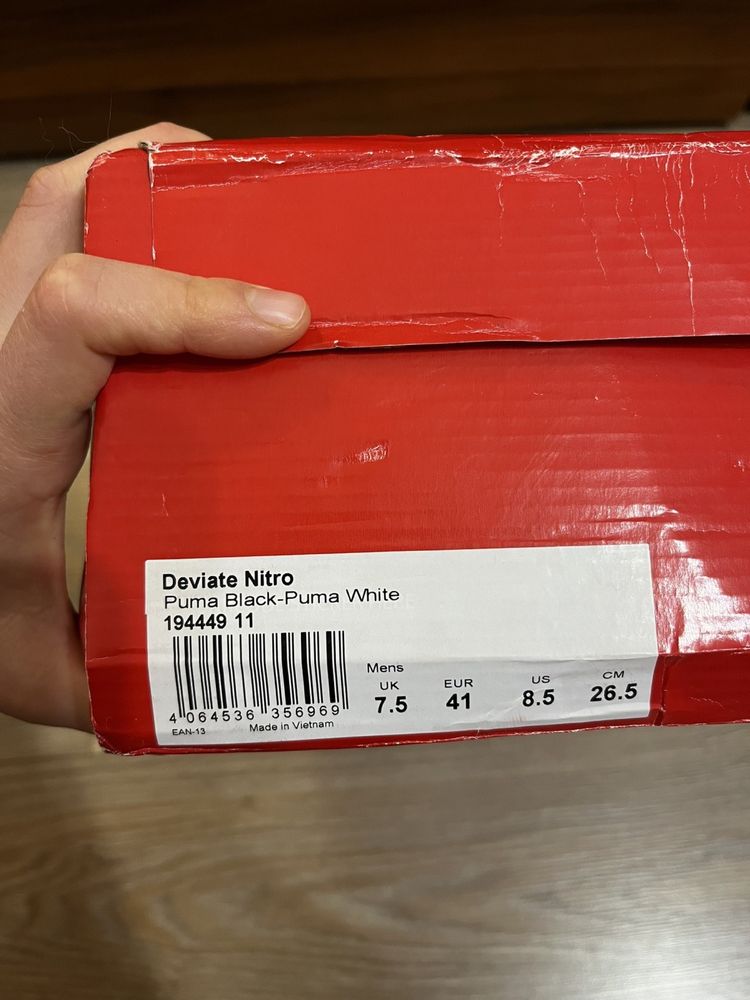 Deviate Nitro
Puma Black-Puma White
194449 11
Mens
UK EUR US CM
7.5 41 8.5 26.5
4 064536 356969
EAN-13 Made in Vietnam